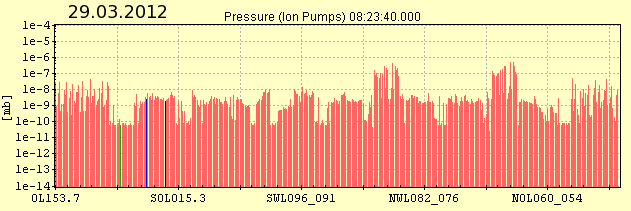 29.03.2012
Pressure (Ion Pumps) 08:23:40.000
[mb]
1e-4
1e-5
1e-6
1e-7
1e-8
1e-9
1e-10
1e-11
1e-12
1e-13
1e-14
OL153.7 SOL015.3 SWL096_091 NWL082_076 NOL060_054